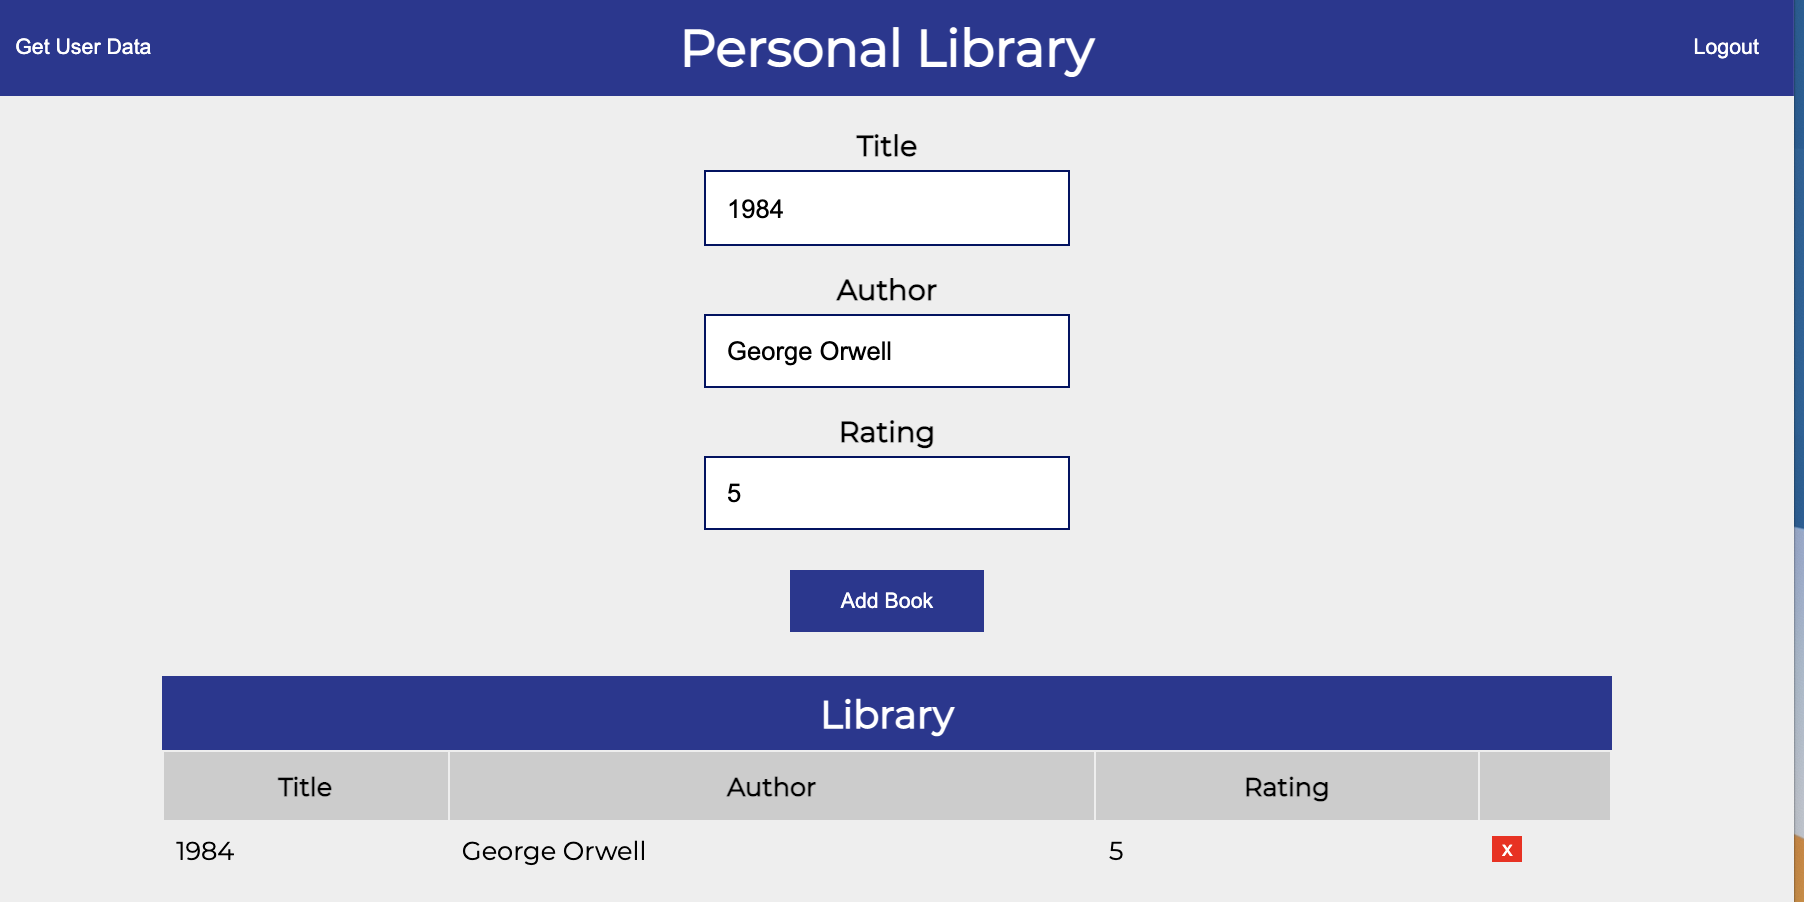 Get User Data Personal Library Logout
Title
1984
Author
George Orwell
Rating
5
Add Book
Library
Title Author Rating
1984 George Orwell 5 x